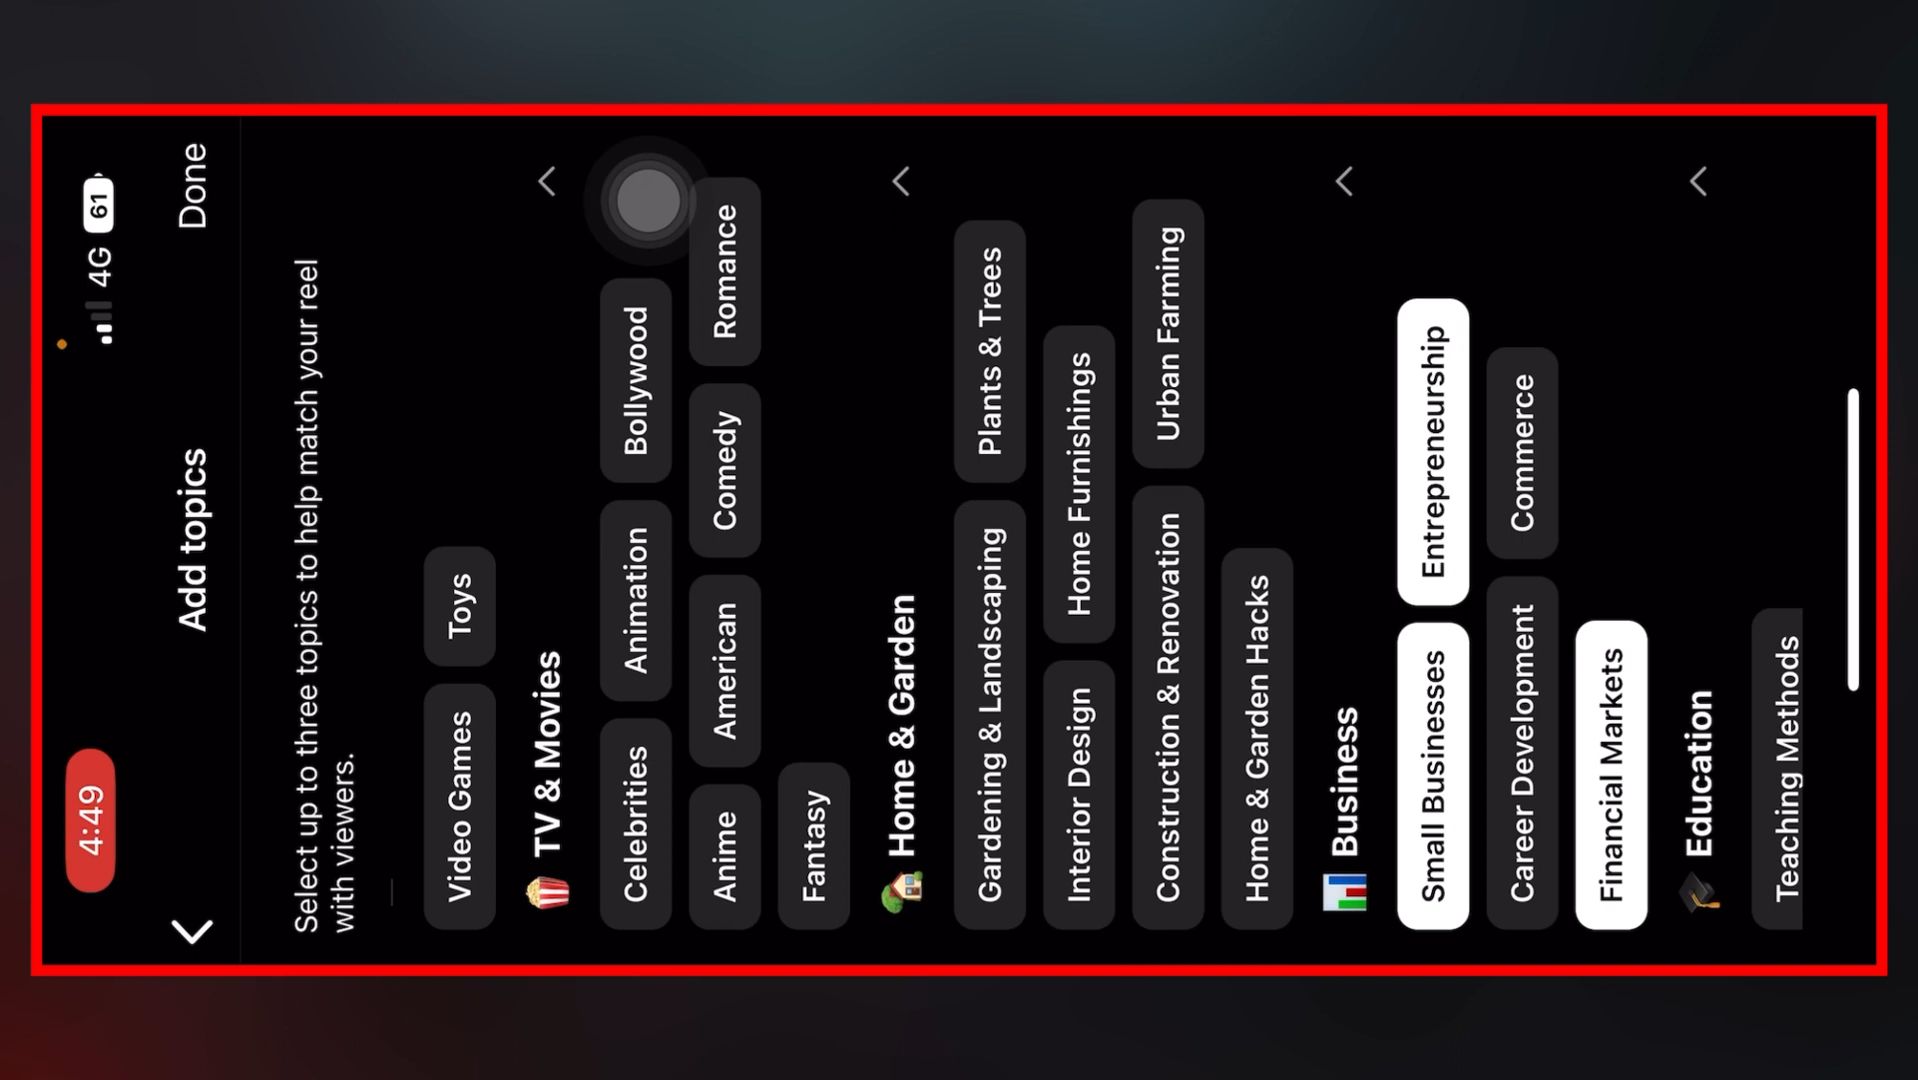 4:49
4G 61
Add topics
Done
Select up to three topics to help match your reel
with viewers.
Video Games Toys
TV & Movies
Celebrities Animation Bollywood
Anime American Comedy Romance
Fantasy
Home & Garden
Gardening & Landscaping Plants & Trees
Interior Design Home Furnishings
Construction & Renovation Urban Farming
Home & Garden Hacks
Business
Small Businesses Entrepreneurship
Career Development Commerce
Financial Markets
Education
Teaching Methods